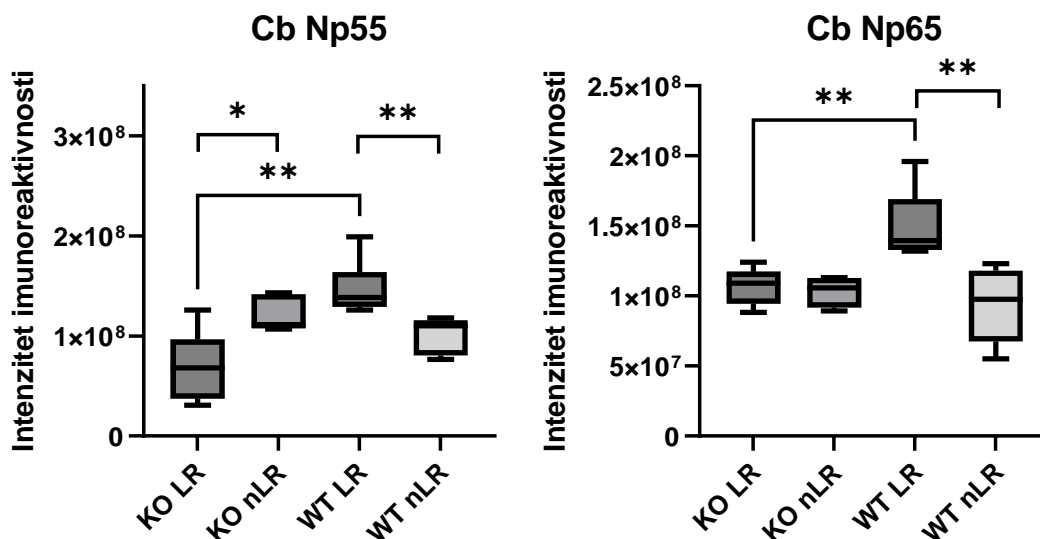 Cb Np55
Intenzitet imunoreaktivnosti
3×10⁸
2×10⁸
1×10⁸
0
*
**
**
KO LR
KO nLR
WT LR
WT nLR
Cb Np65
Intenzitet imunoreaktivnosti
2.5×10⁸
2×10⁸
1.5×10⁸
1×10⁸
5×10⁷
0
**
**
KO LR
KO nLR
WT LR
WT nLR